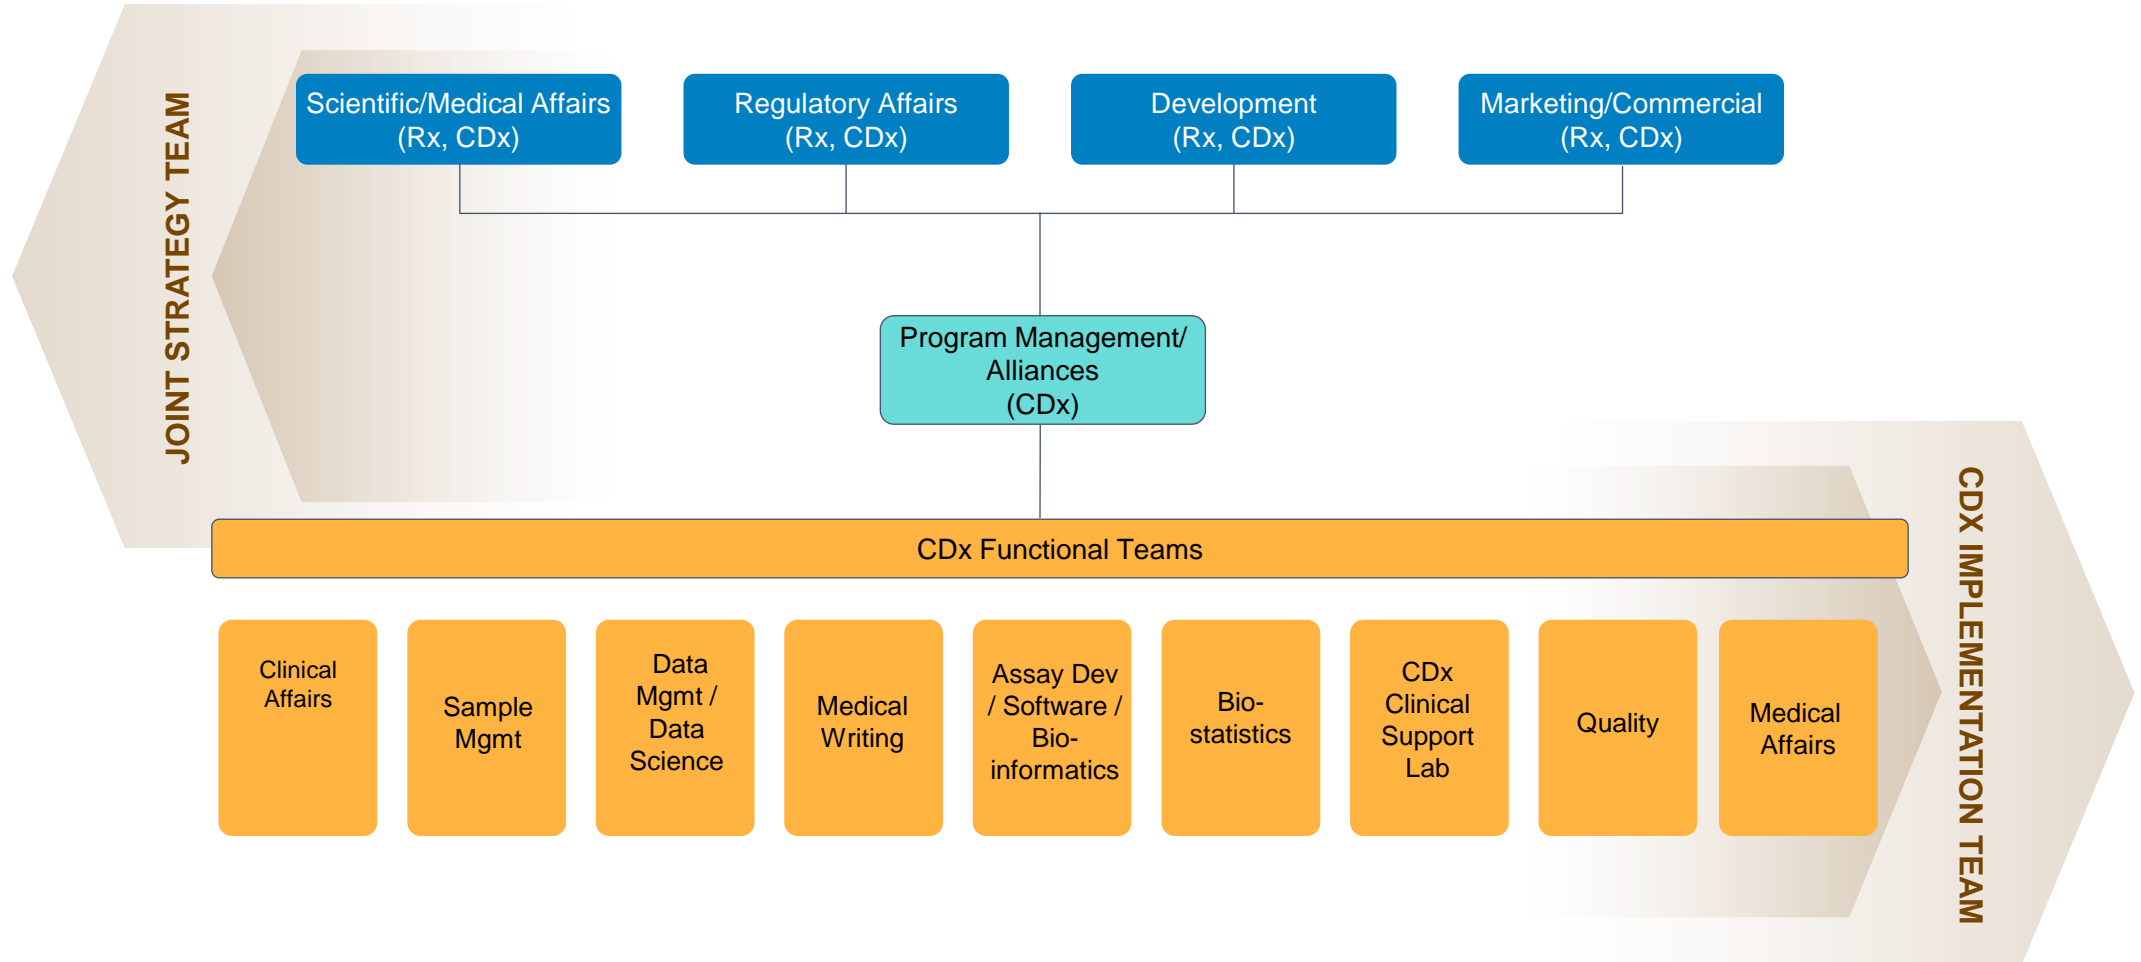 JOINT STRATEGY TEAM
Scientific/Medical Affairs
(Rx, CDx)
Regulatory Affairs
(Rx, CDx)
Development
(Rx, CDx)
Marketing/Commercial
(Rx, CDx)
Program Management/
Alliances
(CDx)
CDx Functional Teams
Clinical
Affairs
Sample
Mgmt
Data
Mgmt /
Data
Science
Medical
Writing
Assay Dev
/ Software /
Bio-
informatics
Bio-
statistics
CDx
Clinical
Support
Lab
Quality
Medical
Affairs
CDX IMPLEMENTATION TEAM